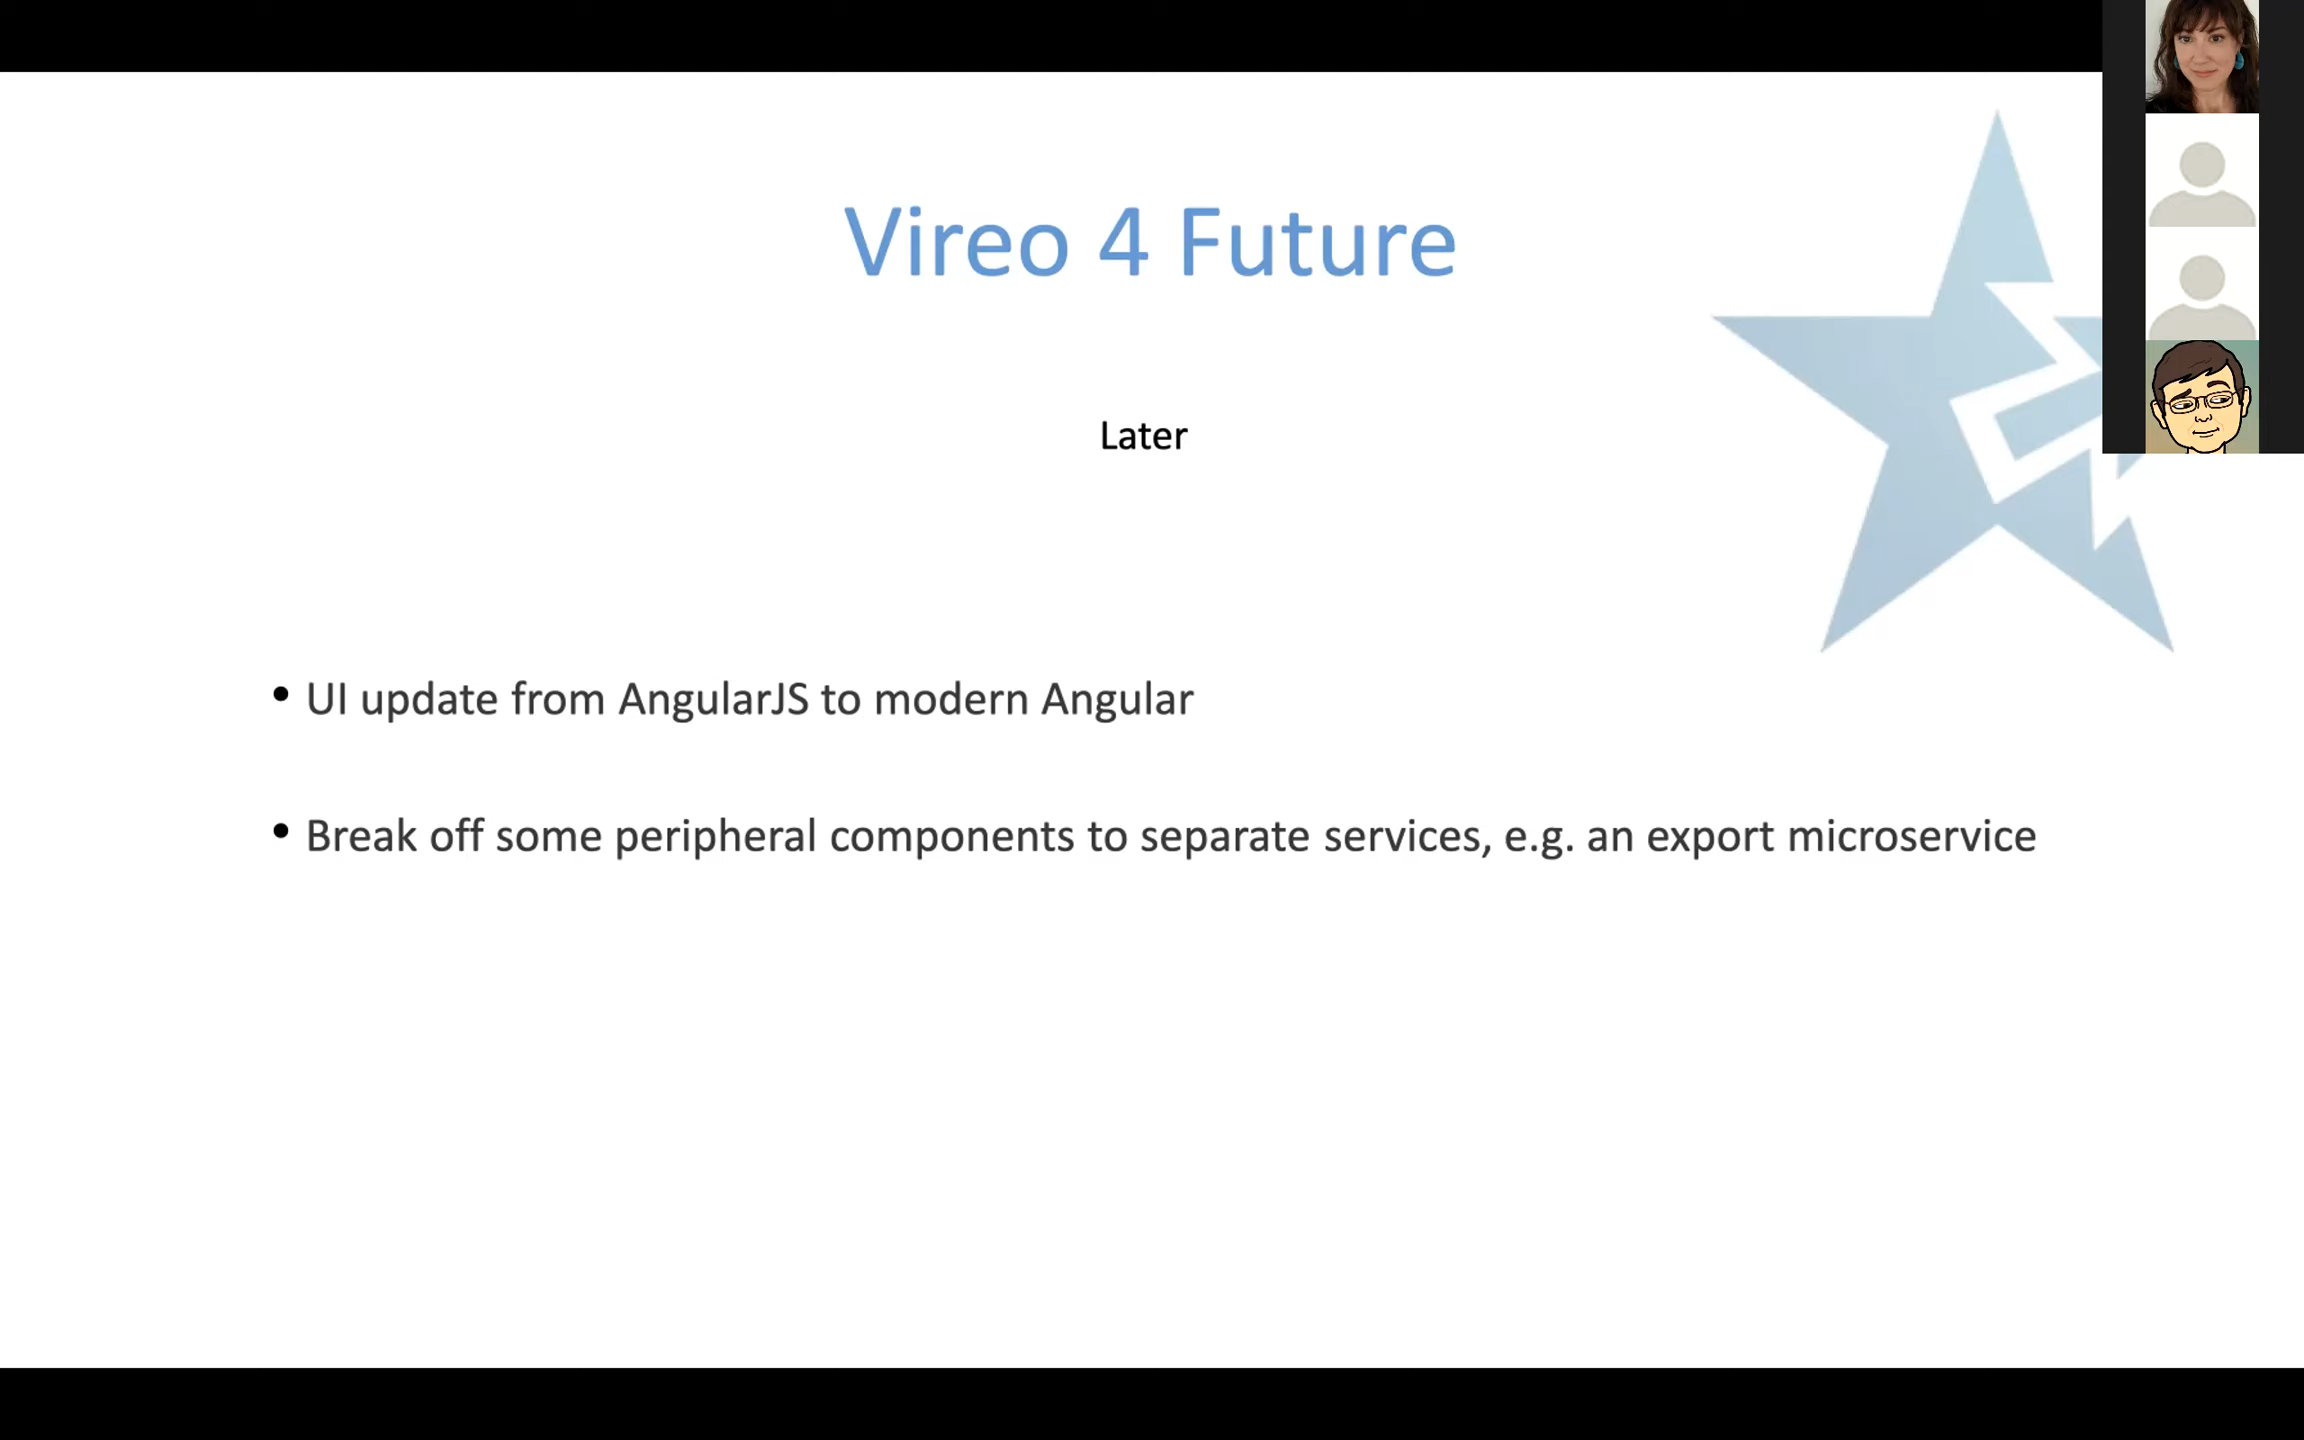 Vireo 4 Future
Later
• UI update from AngularJS to modern Angular
• Break off some peripheral components to separate services, e.g. an export microservice